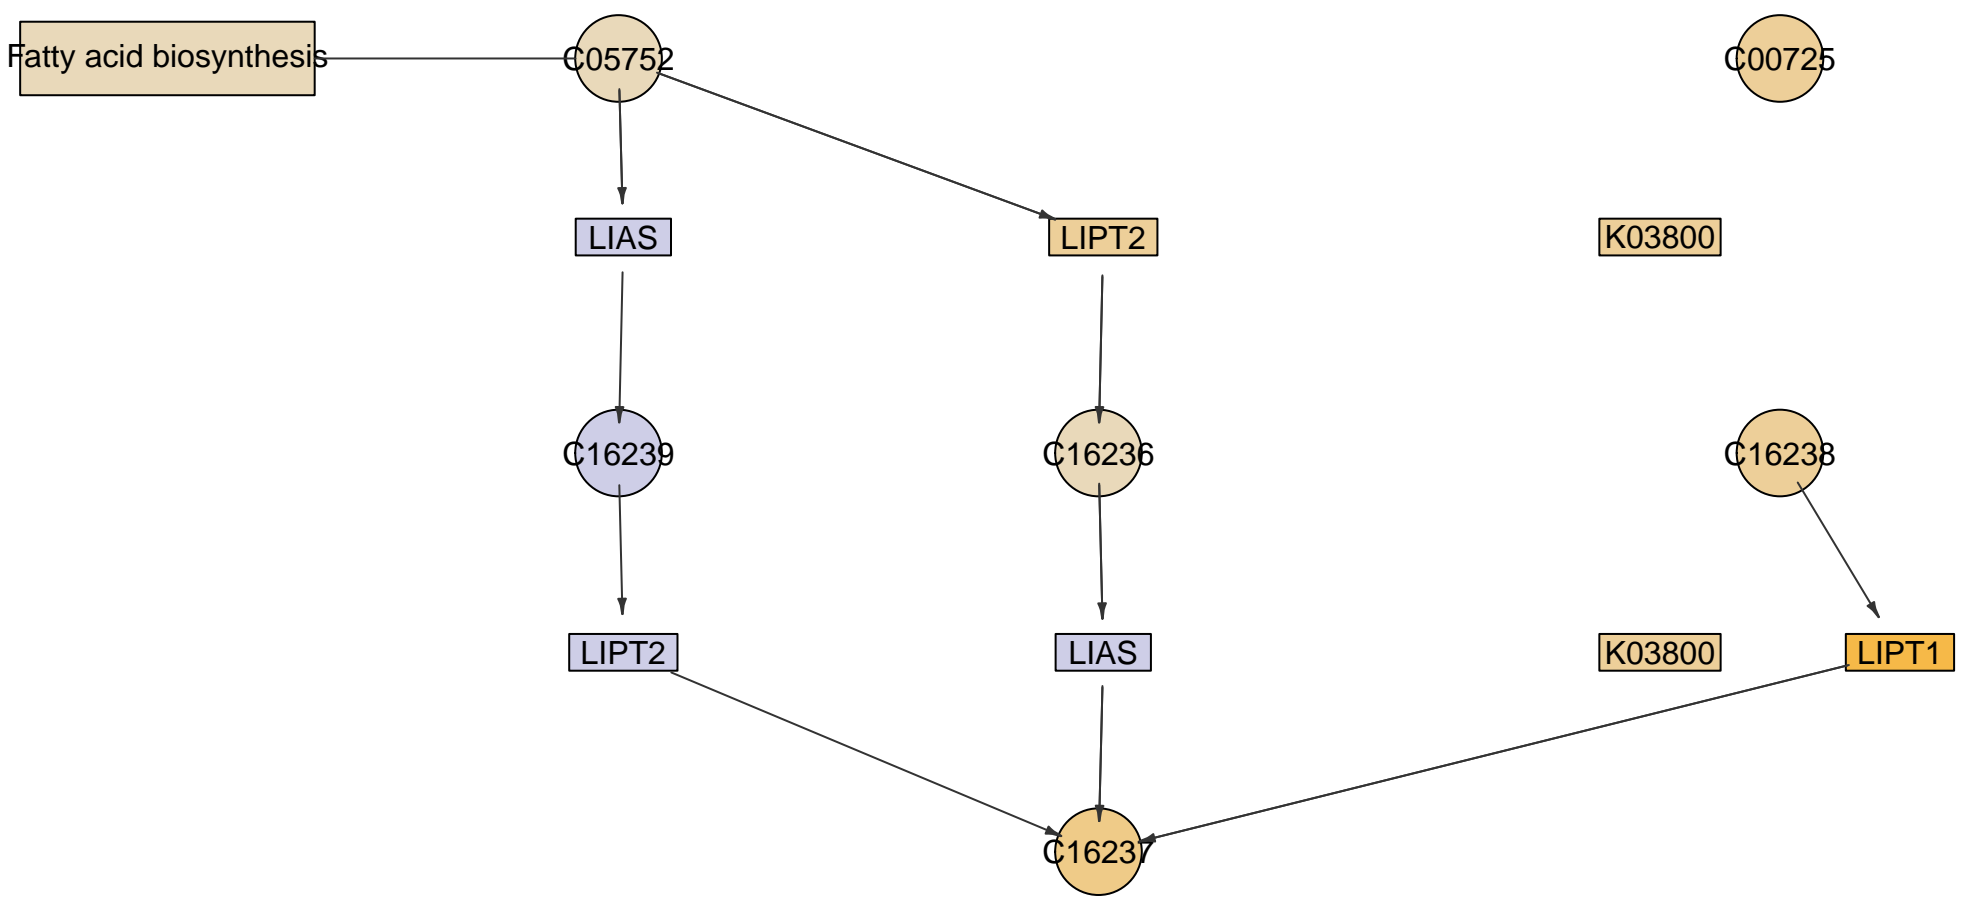 Fatty acid biosynthesis
C05752
C00725
LIAS
LIPT2
K03800
C16239
C16236
C16238
LIPT2
LIAS
K03800
LIPT1
C16237